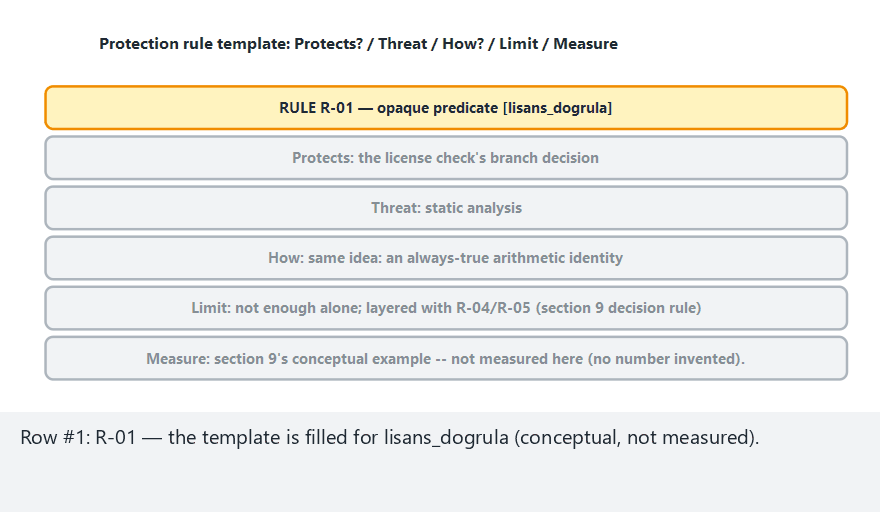 Protection rule template: Protects? / Threat / How? / Limit / Measure
RULE R-01 — opaque predicate [lisans_dogrula]
Protects: the license check's branch decision
Threat: static analysis
How: same idea: an always-true arithmetic identity
Limit: not enough alone; layered with R-04/R-05 (section 9 decision rule)
Measure: section 9's conceptual example -- not measured here (no number invented).
Row #1: R-01 — the template is filled for lisans_dogrula (conceptual, not measured).